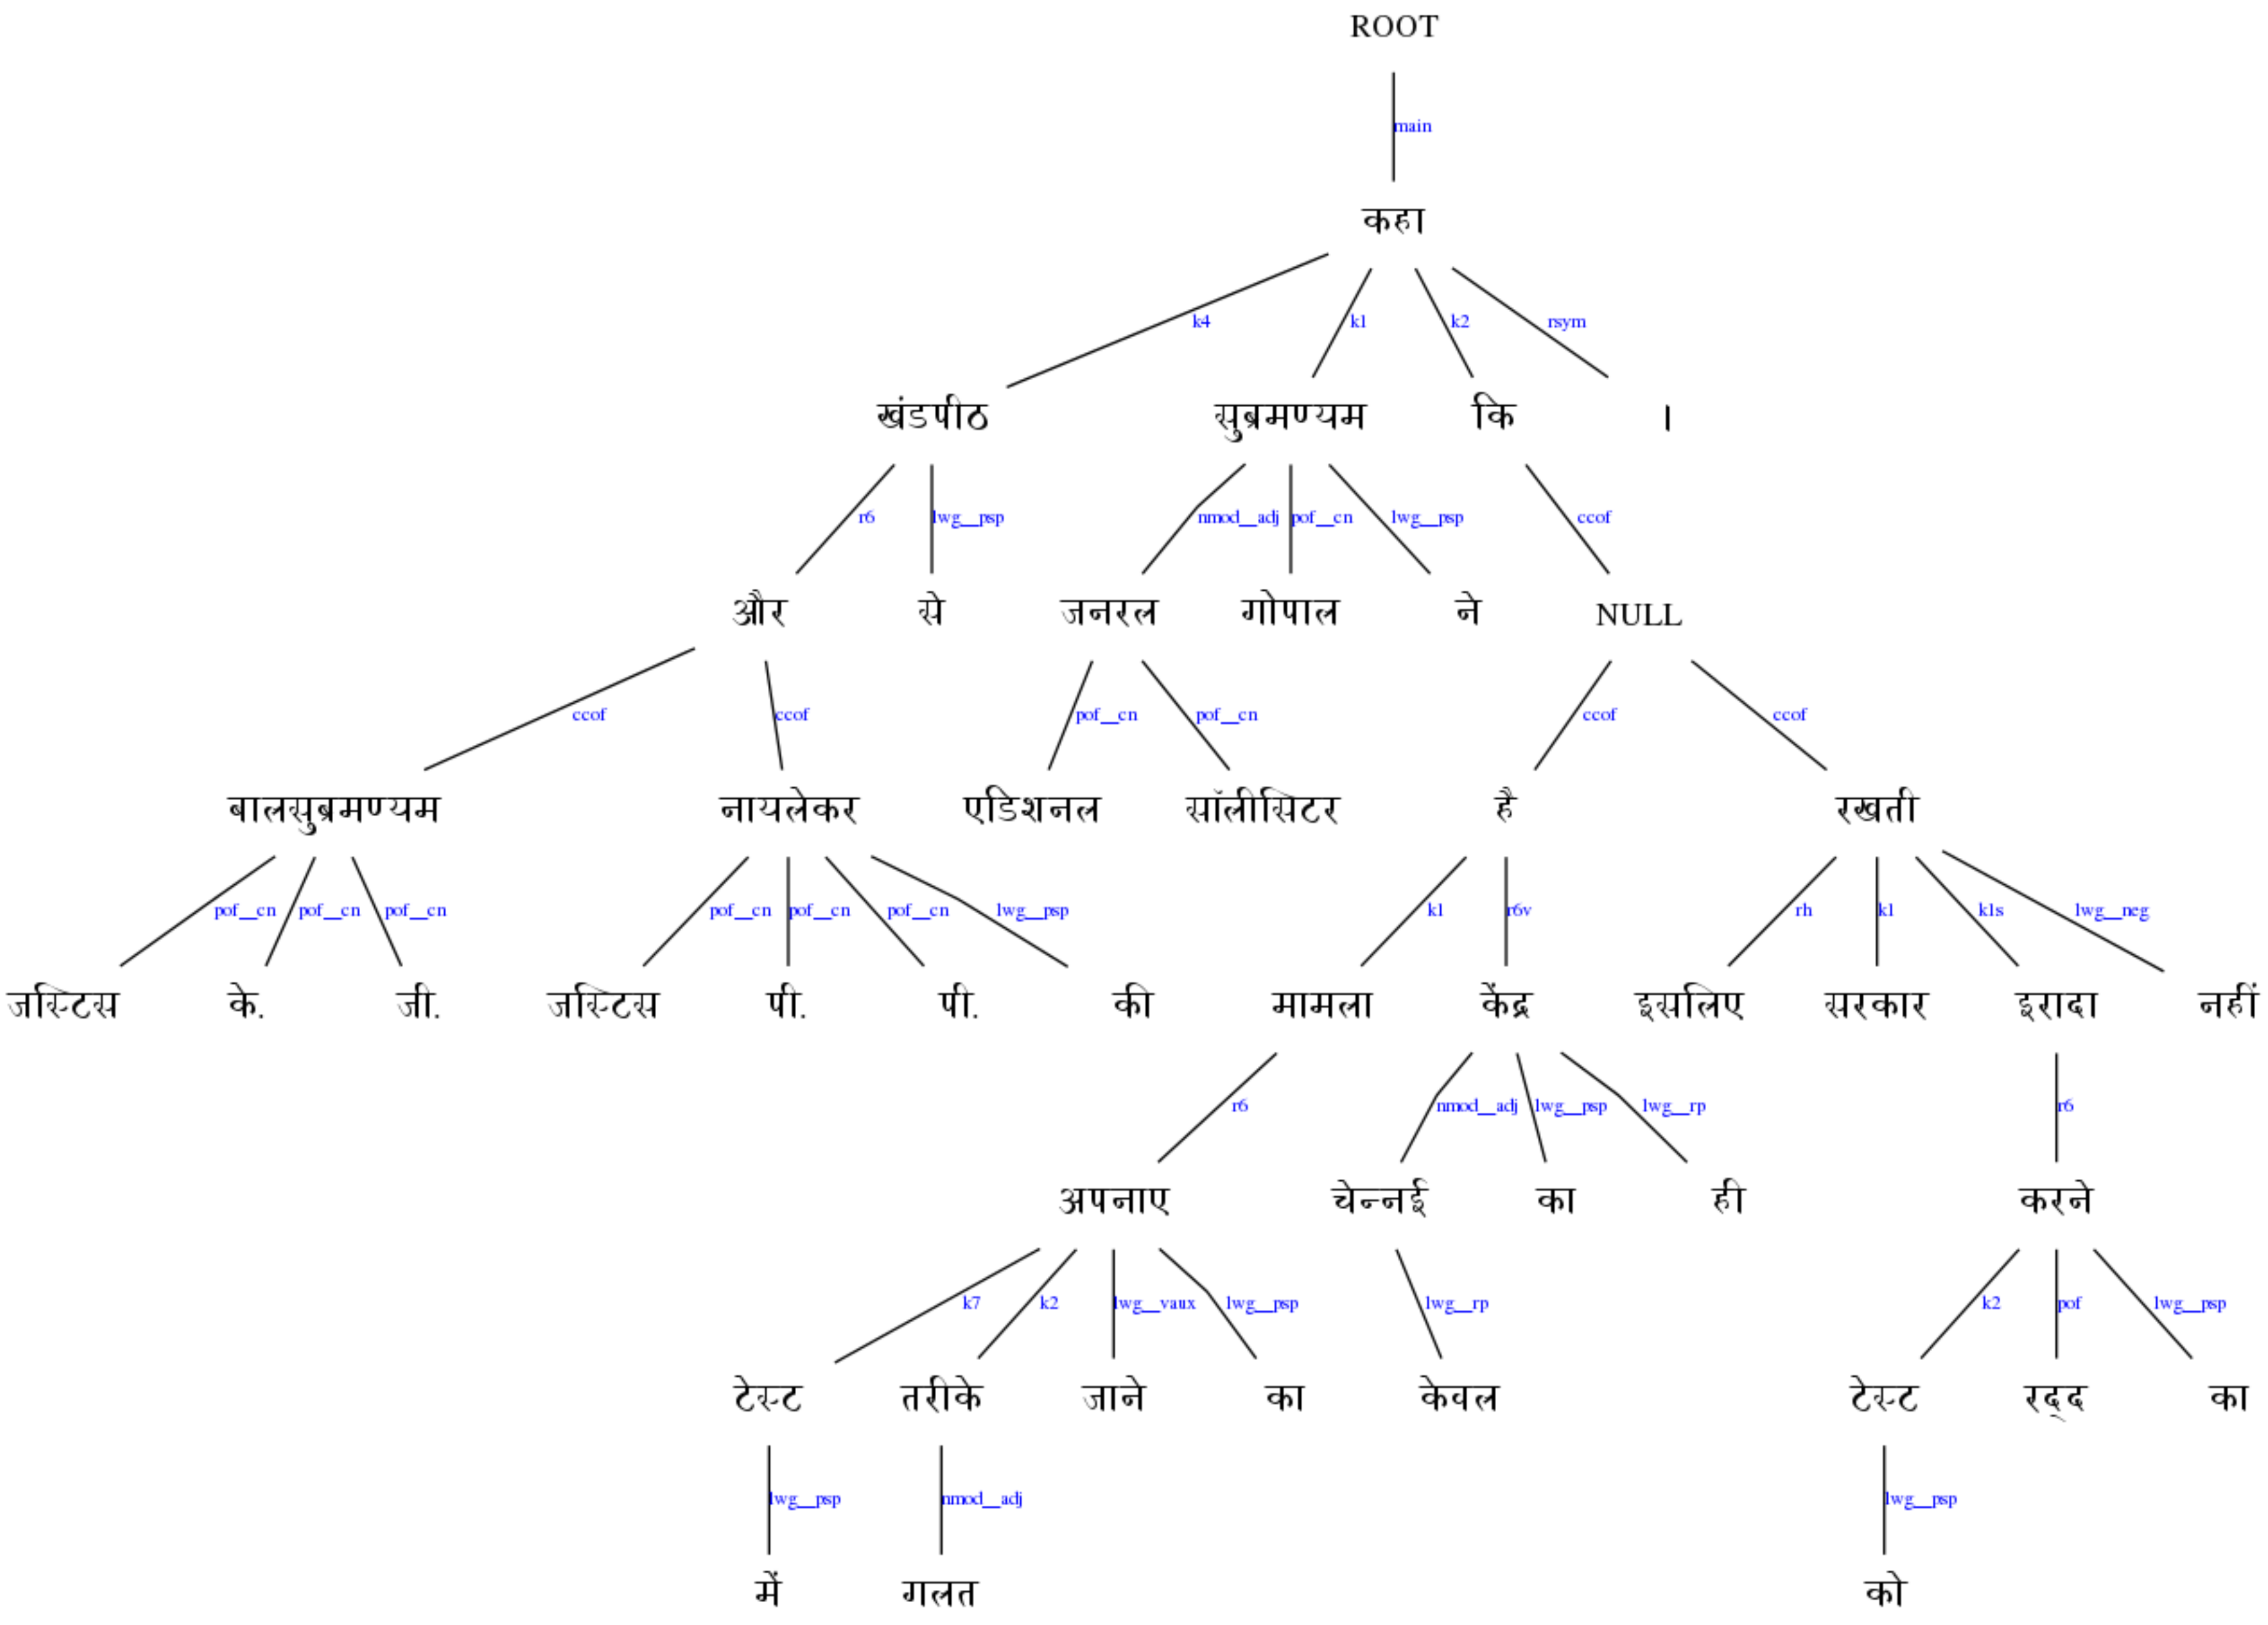 ROOT
main
कहा
k4 k1 k2 rsym
खंडपीठ सुब्रमण्यम कि ।
r6 lwg__psp nmod__adj pof__cn lwg__psp ccof
और से जनरल गोपाल ने NULL
ccof ccof pof__cn pof__cn ccof ccof
बालसुब्रमण्यम नायलेकर एडिशनल सॉलीसिटर है रखती
pof__cn pof__cn pof__cn pof__cn pof__cn pof__cn lwg__psp k1 r6v rh k1 k1s lwg__neg
जस्टिस के. जी. जस्टिस पी. पी. की मामला केंद्र इसलिए सरकार इरादा नहीं
r6 nmod__adj lwg__psp lwg__rp r6
अपनाए चेन्नई का ही करने
k7 k2 lwg__vaux lwg__psp lwg__rp k2 pof lwg__psp
टेस्ट तरीके जाने का केवल टेस्ट रद्द का
lwg__psp nmod__adj lwg__psp
में गलत को